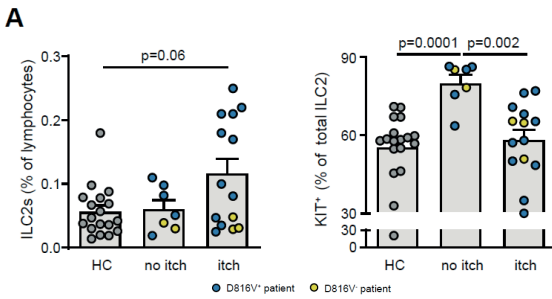 A
p=0.06
ILC2s (% of lymphocytes)
0.3
0.2
0.1
0.0
HC no itch itch
p=0.0001 p=0.002
KIT⁺ (% of total ILC2)
90
60
30
30
0
HC no itch itch
D816V⁺ patient D816V⁻ patient